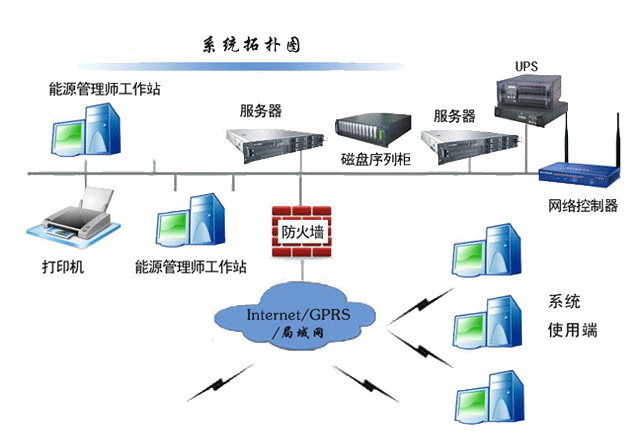 系统拓扑图
UPS
能源管理师工作站
服务器
服务器
磁盘序列柜
网络控制器
防火墙
打印机
能源管理师工作站
Internet/GPRS
/局域网
系统
使用端